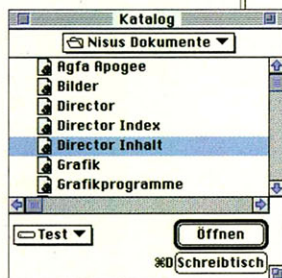 Katalog
Nisus Dokumente
Agfa Apogee
Bilder
Director
Director Index
Director Inhalt
Grafik
Grafikprogramme
Test
Öffnen
⌘D Schreibtisch